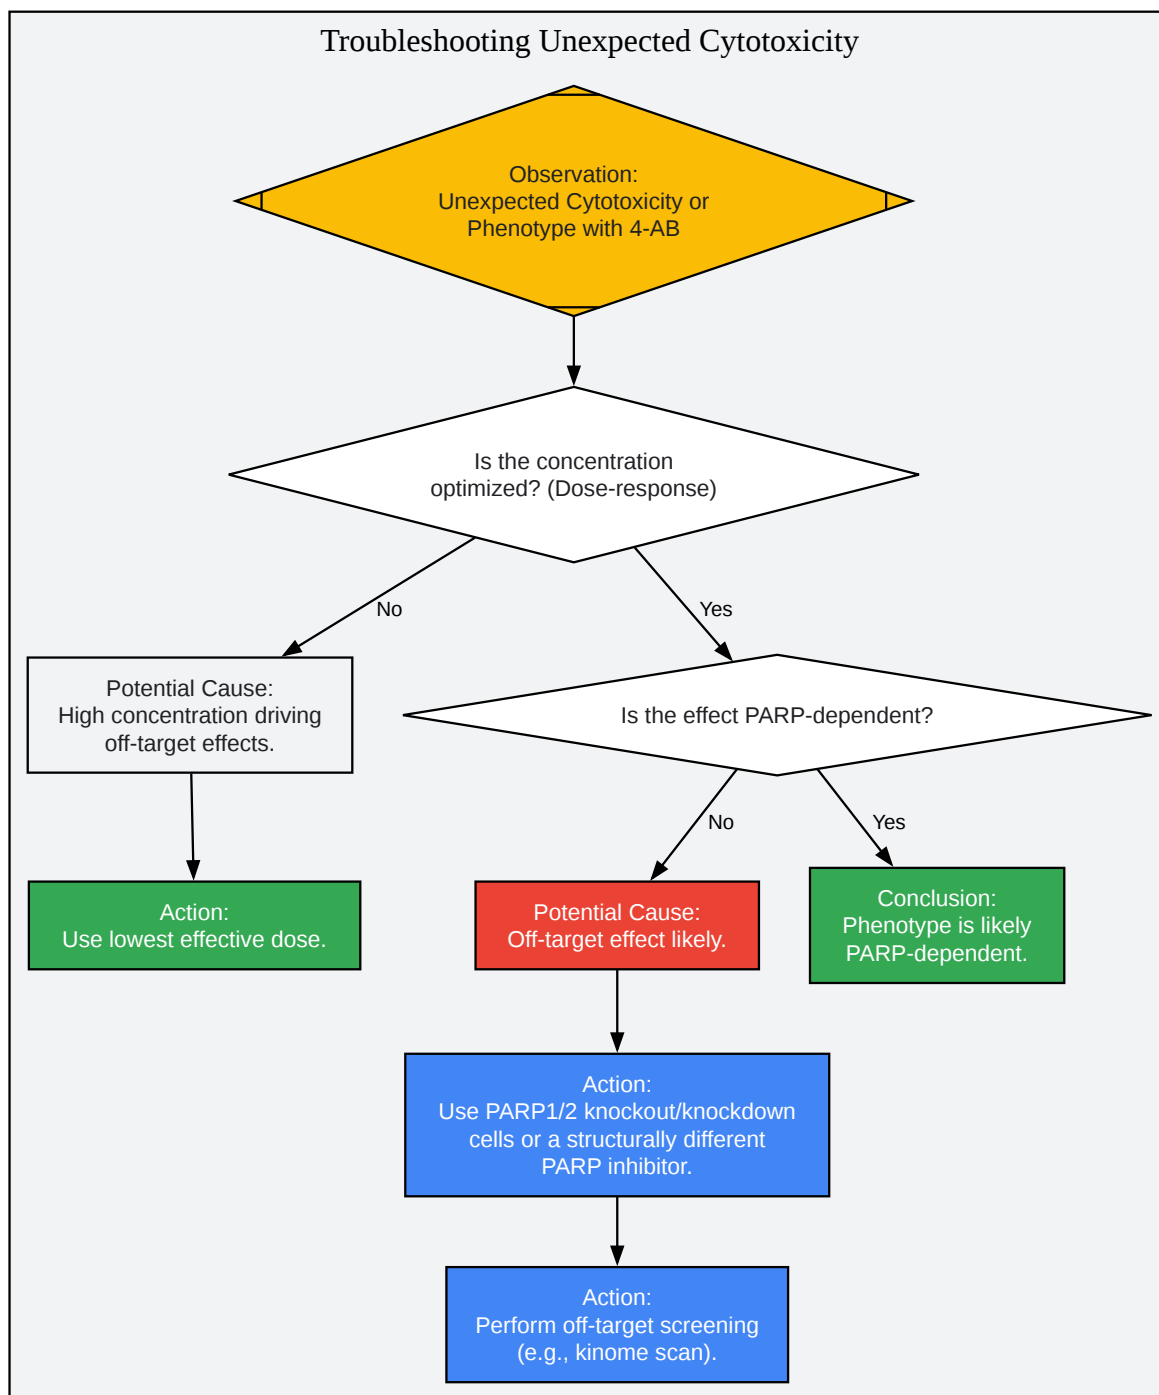 Troubleshooting Unexpected Cytotoxicity
Observation:
Unexpected Cytotoxicity or
Phenotype with 4-AB
Is the concentration
optimized? (Dose-response)
No
Yes
Potential Cause:
High concentration driving
off-target effects.
Is the effect PARP-dependent?
No
Yes
Action:
Use lowest effective dose.
Potential Cause:
Off-target effect likely.
Conclusion:
Phenotype is likely
PARP-dependent.
Action:
Use PARP1/2 knockout/knockdown
cells or a structurally different
PARP inhibitor.
Action:
Perform off-target screening
(e.g., kinome scan).